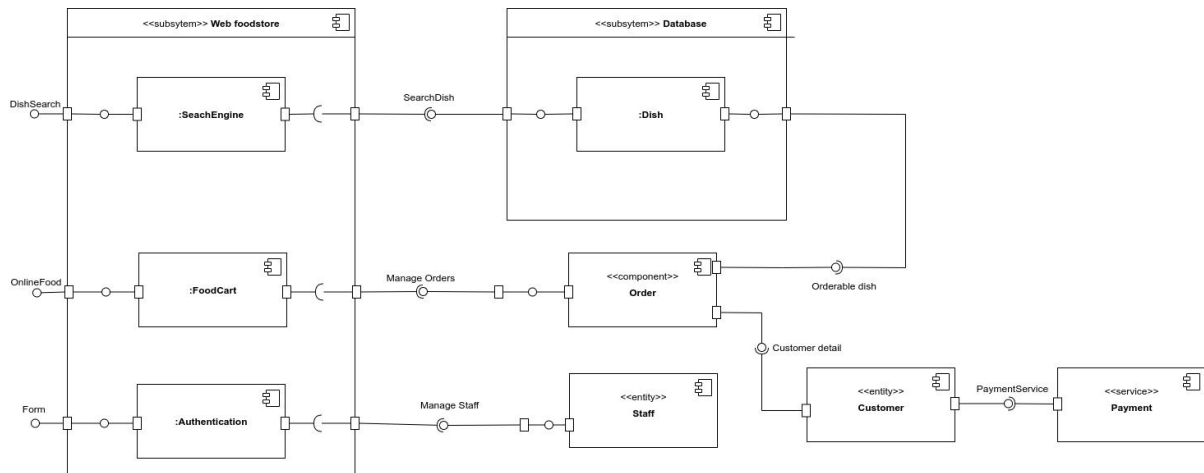 <<subsytem>> Web foodstore
<<subsytem>> Database
DishSearch
:SeachEngine
SearchDish
:Dish
OnlineFood
:FoodCart
Manage Orders
<<component>>
Order
Orderable dish
Customer detail
Form
:Authentication
Manage Staff
<<entity>>
Staff
<<entity>>
Customer
PaymentService
<<service>>
Payment